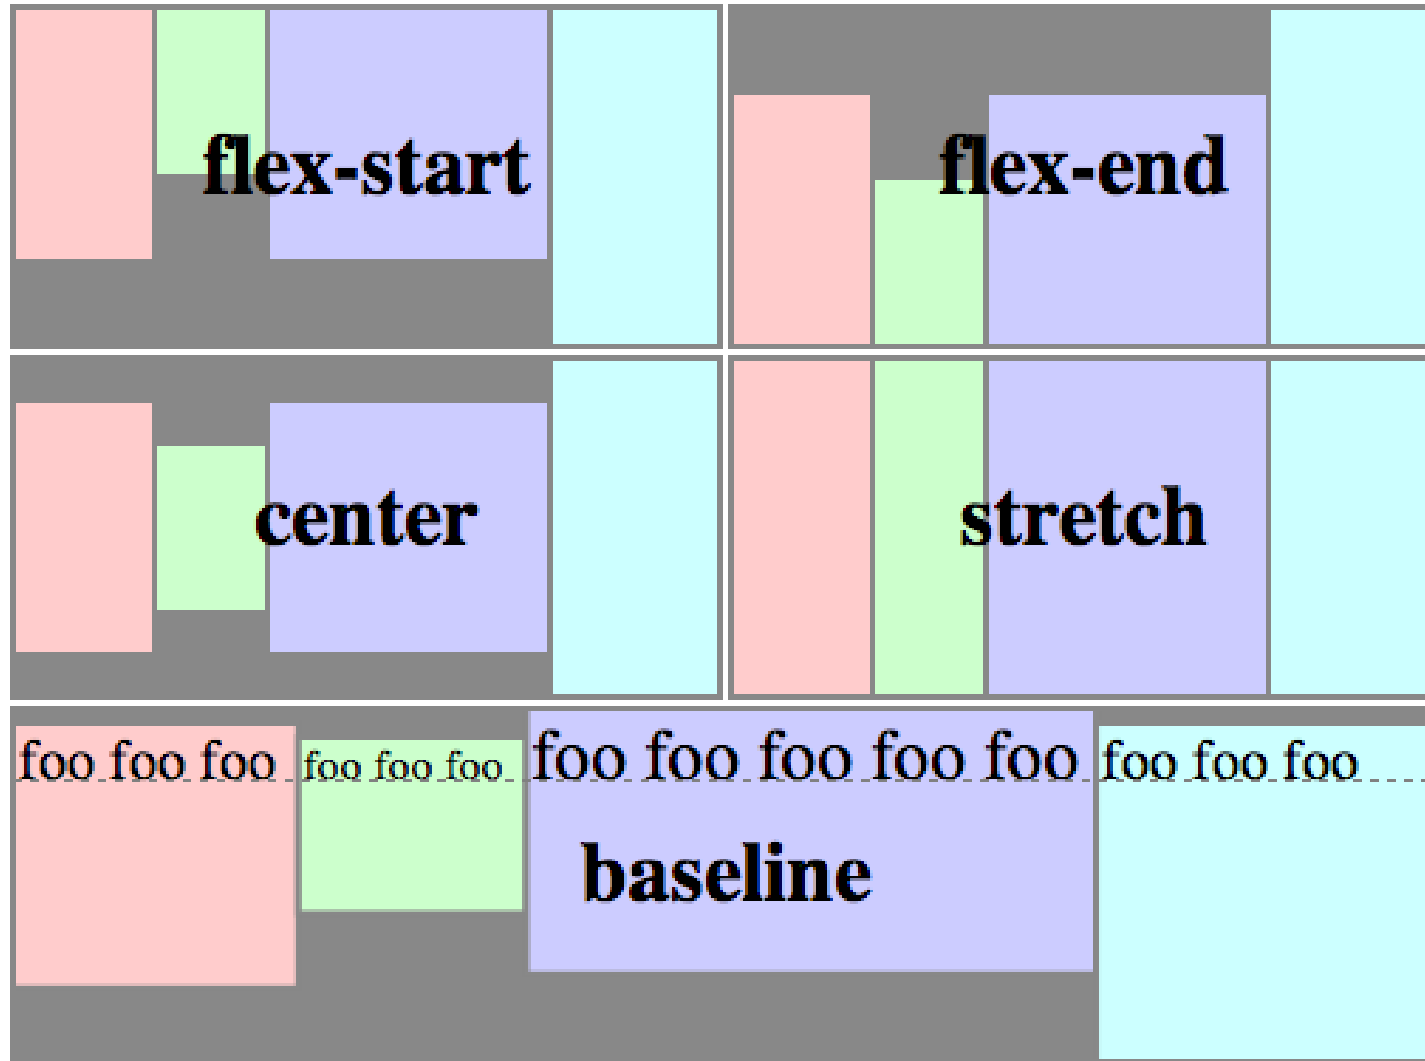 flex-start
flex-end
center
stretch
foo foo foo
foo foo foo
foo foo foo foo foo
foo foo foo
baseline